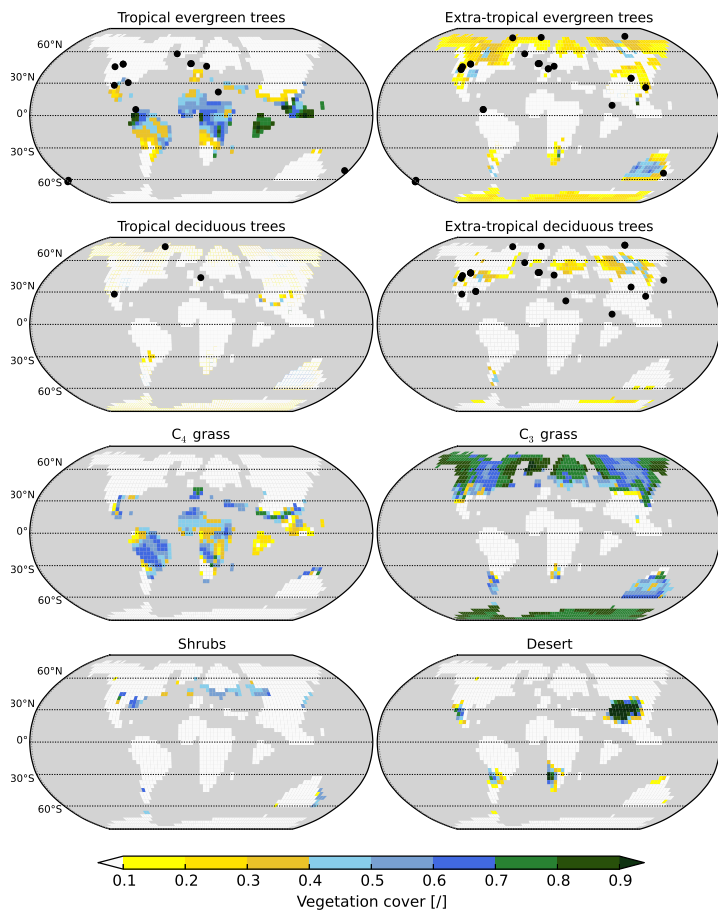 Tropical evergreen trees
Extra-tropical evergreen trees
60°N
30°N
0°
30°S
60°S
Tropical deciduous trees
Extra-tropical deciduous trees
60°N
30°N
0°
30°S
60°S
C₄ grass
C₃ grass
60°N
30°N
0°
30°S
60°S
Shrubs
Desert
60°N
30°N
0°
30°S
60°S
0.1 0.2 0.3 0.4 0.5 0.6 0.7 0.8 0.9
Vegetation cover [/]